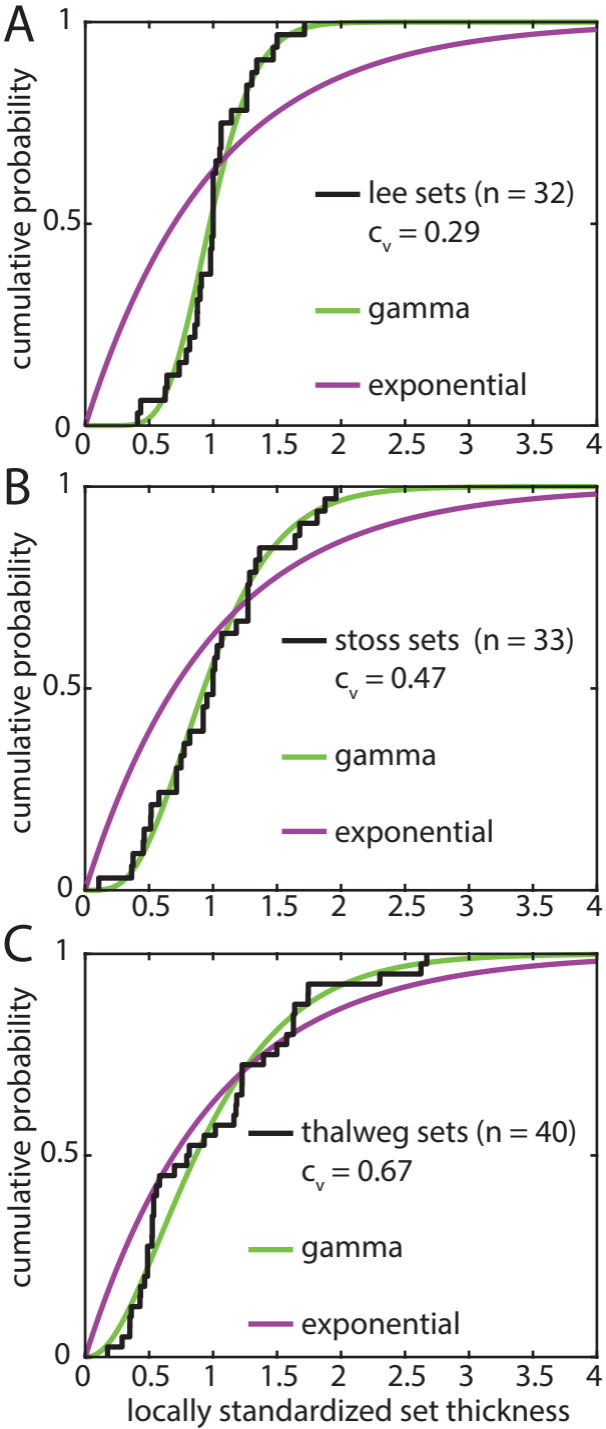 A
1
0.5
0
cumulative probability
lee sets (n = 32)
cv = 0.29
gamma
exponential
0 0.5 1 1.5 2 2.5 3 3.5 4
B
1
0.5
0
cumulative probability
stoss sets (n = 33)
cv = 0.47
gamma
exponential
0 0.5 1 1.5 2 2.5 3 3.5 4
C
1
0.5
0
cumulative probability
thalweg sets (n = 40)
cv = 0.67
gamma
exponential
0 0.5 1 1.5 2 2.5 3 3.5 4
locally standardized set thickness